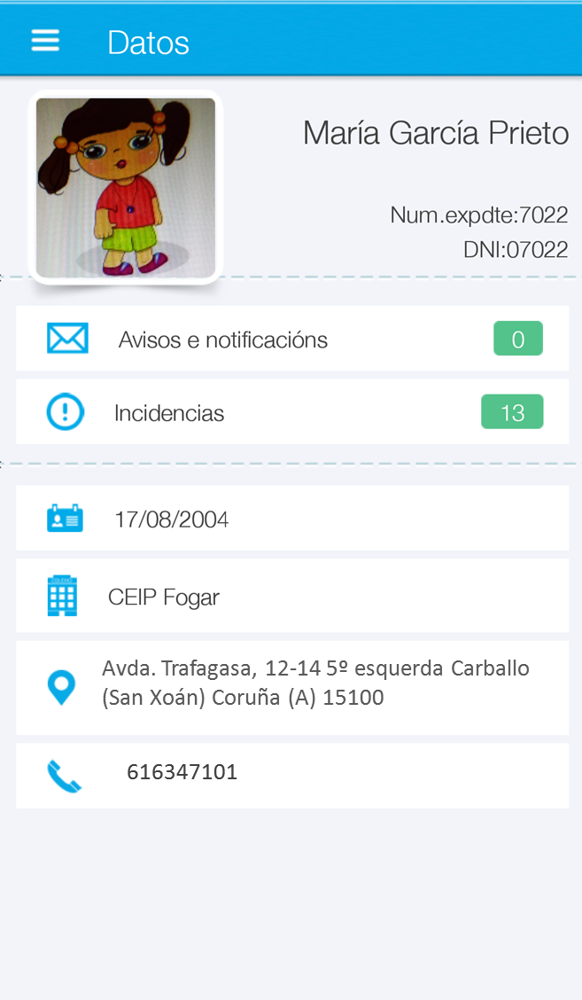 Datos
María García Prieto
Num.expdte:7022
DNI:07022
Avisos e notificacións 0
Incidencias 13
17/08/2004
CEIP Fogar
Avda. Trafagasa, 12-14 5º esquerda Carballo
(San Xoán) Coruña (A) 15100
616347101